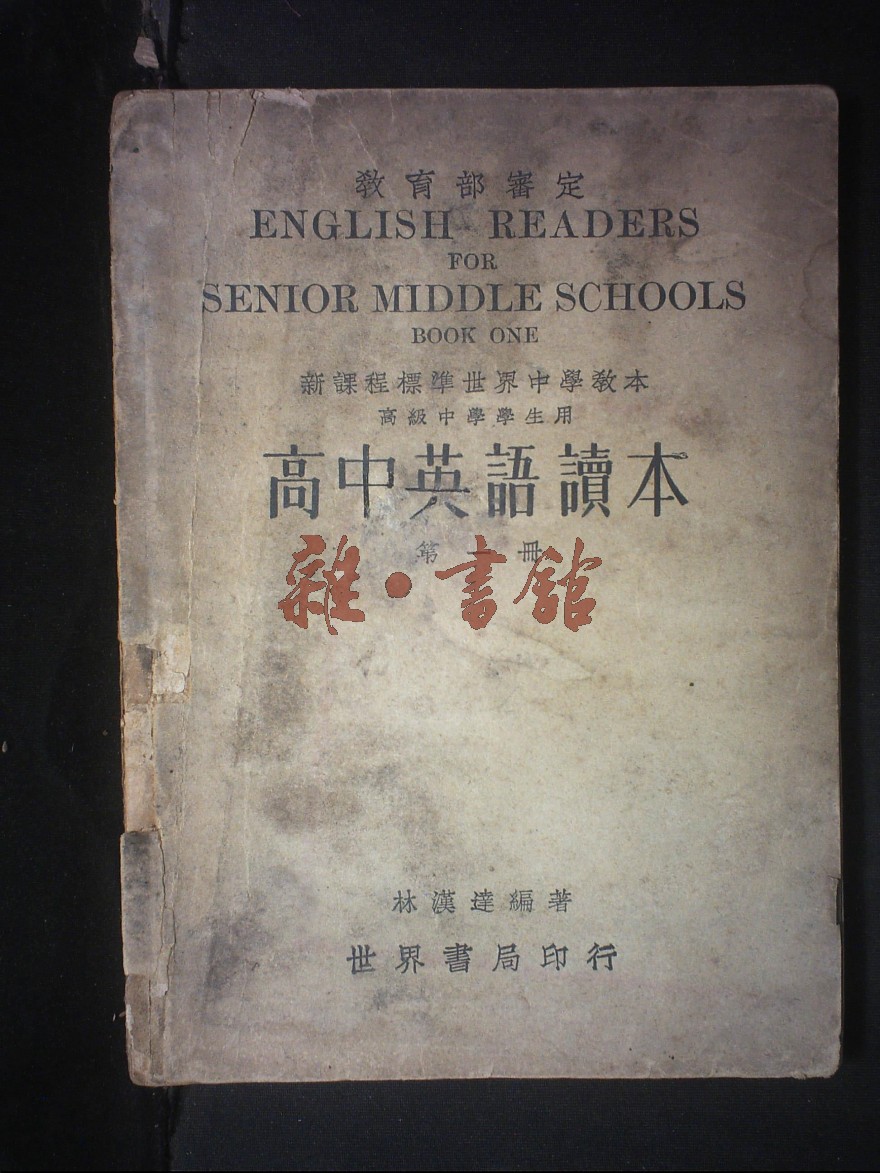 教育部審定
ENGLISH READERS
FOR
SENIOR MIDDLE SCHOOLS
BOOK ONE
新課程標準世界中學教本
高級中學學生用
高中英語讀本
第一冊
雜·書館
林漢達編著
世界書局印行